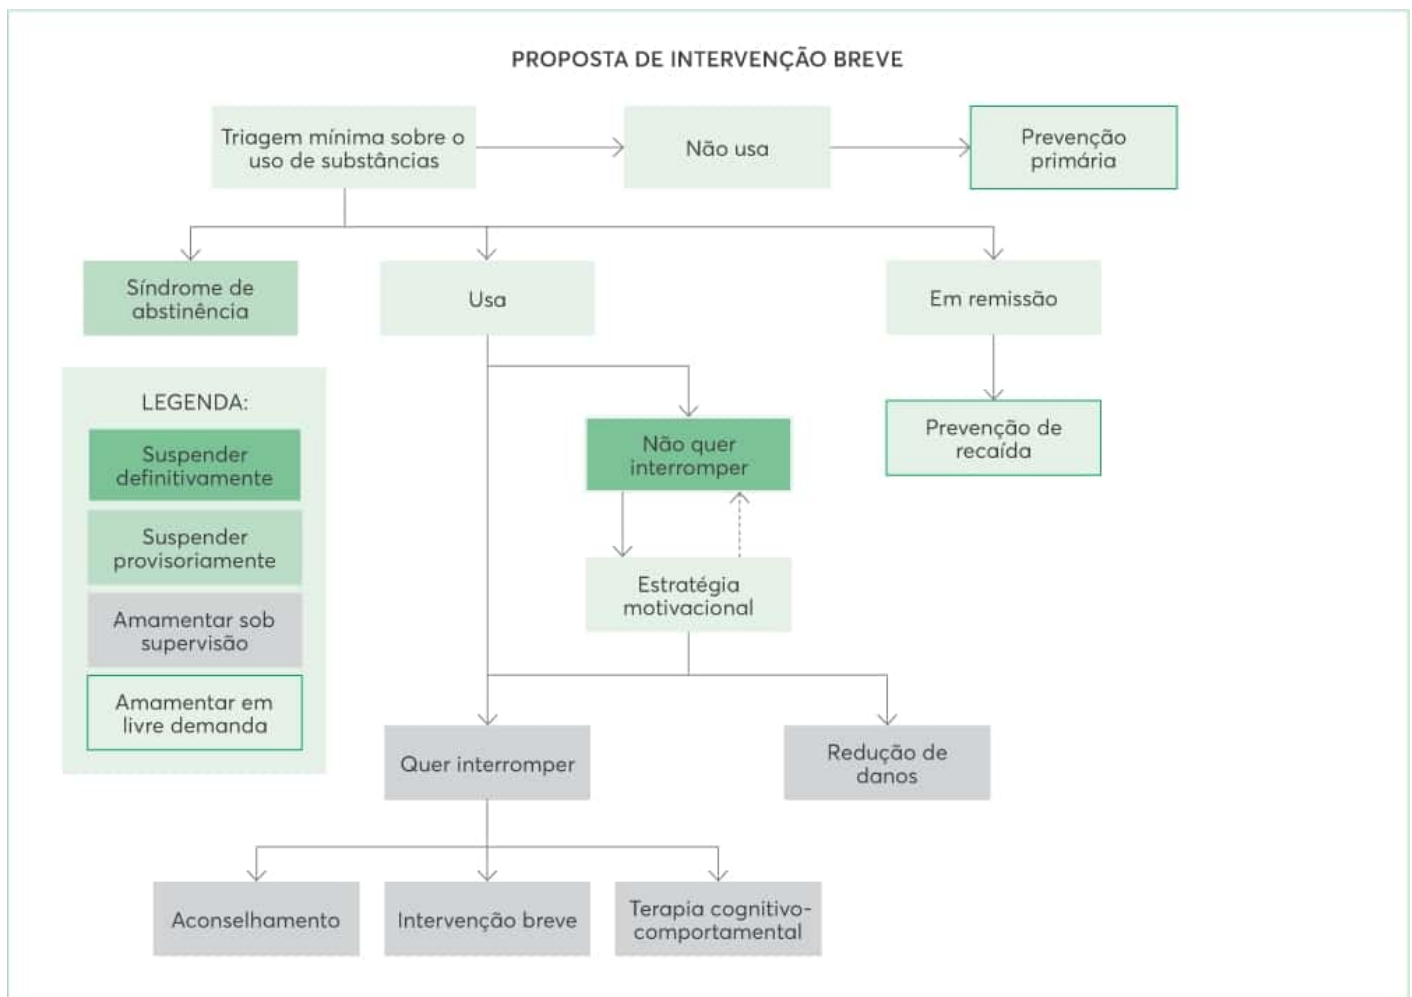 PROPOSTA DE INTERVENÇÃO BREVE
Triagem mínima sobre o
uso de substâncias
Não usa
Prevenção
primária
Síndrome de
abstinência
Usa
Em remissão
LEGENDA:
Suspender
definitivamente
Suspender
provisoriamente
Amamentar sob
supervisão
Amamentar em
livre demanda
Não quer
interromper
Prevenção de
recaída
Estratégia
motivacional
Quer interromper
Redução de
danos
Aconselhamento
Intervenção breve
Terapia cognitivo-
comportamental